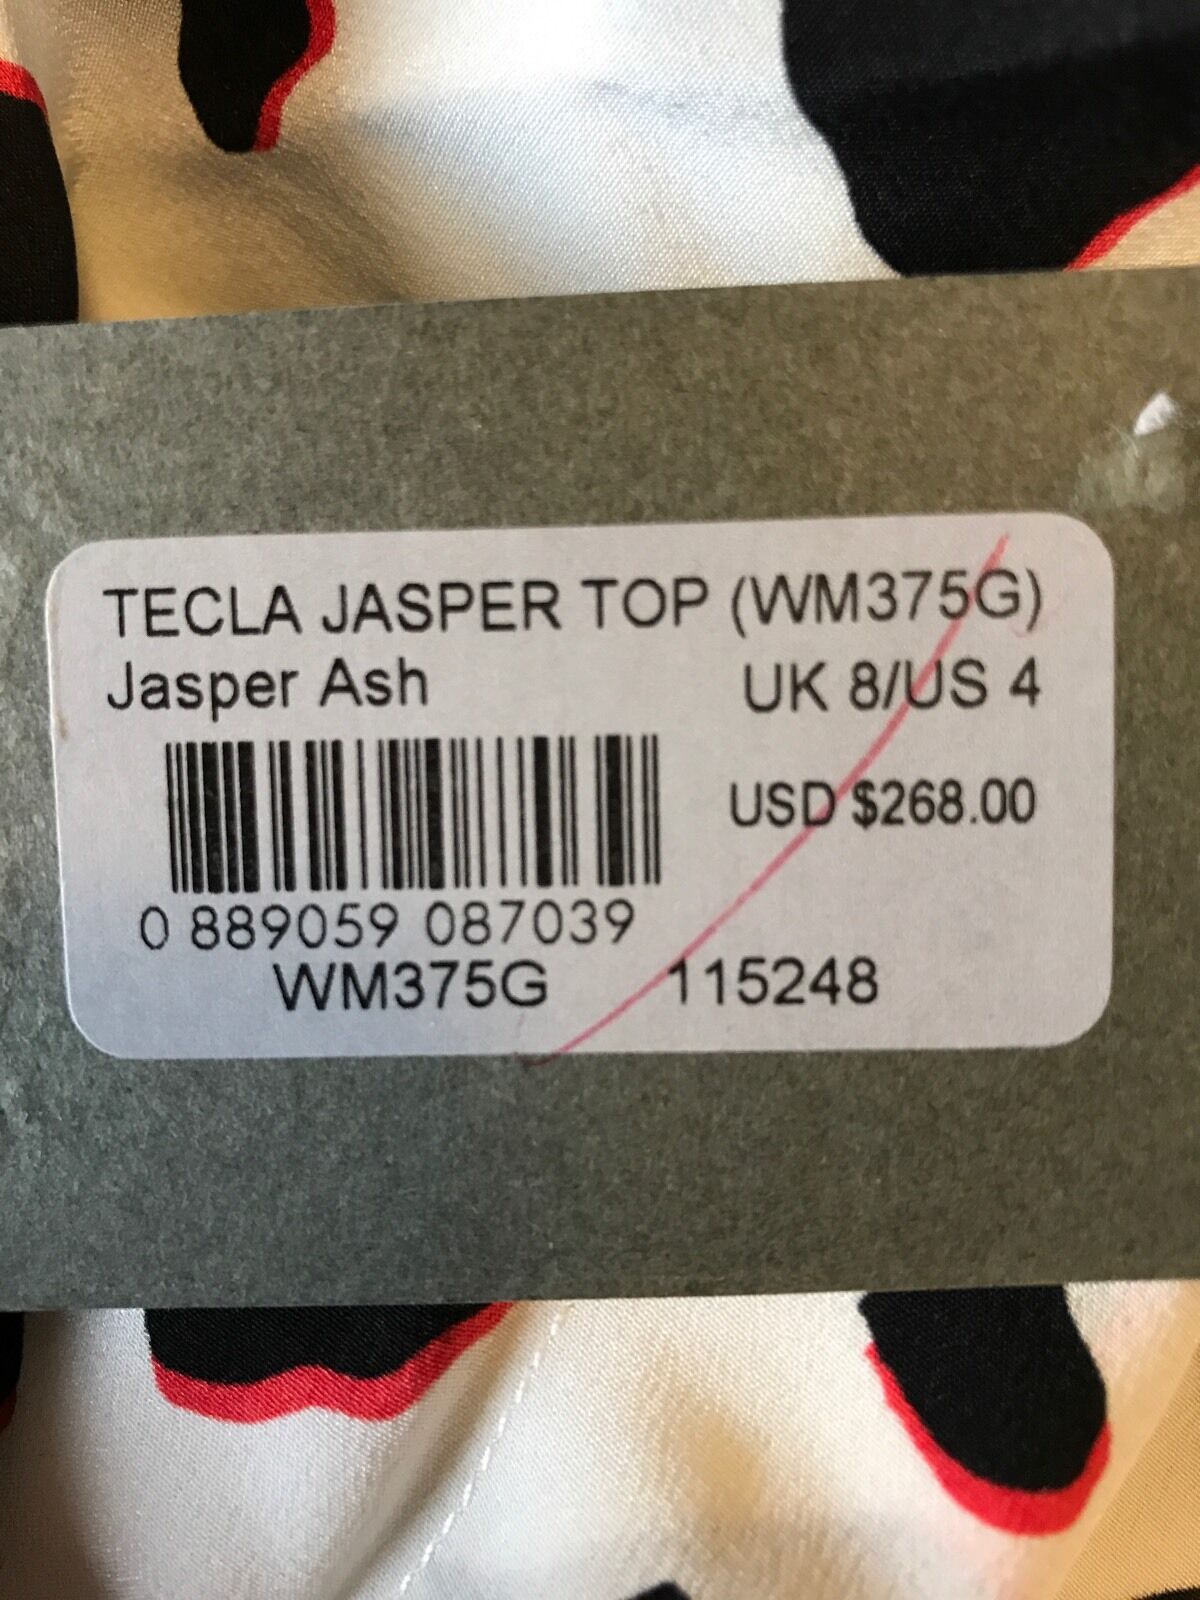 TECLA JASPER TOP (WM375G)
Jasper Ash UK 8/US 4
USD $268.00
0 889059 087039
WM375G 115248